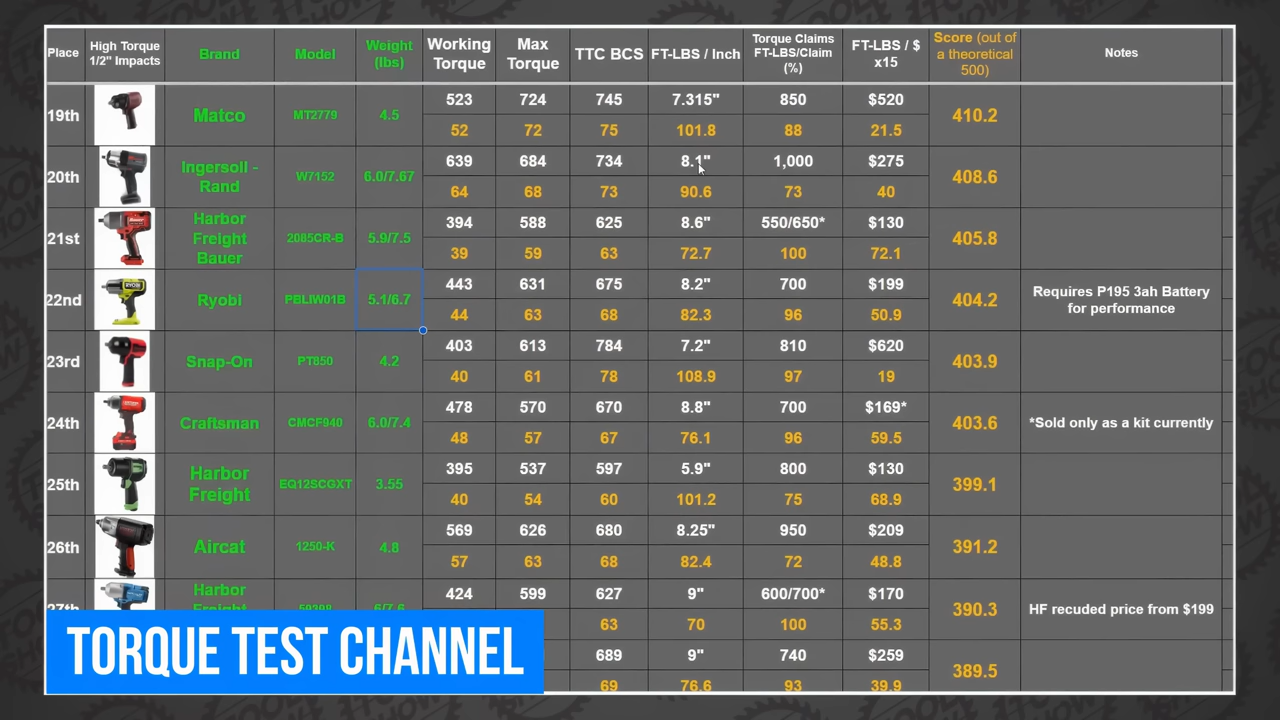 Place High Torque 1/2" Impacts Brand Model Weight (lbs) Working Torque Max Torque TTC BCS FT-LBS / Inch Torque Claims FT-LBS/Claim (%) FT-LBS / $ x15 Score (out of a theoretical 500) Notes
19th Matco MT2779 4.5 523 724 745 7.315" 850 $520 410.2
52 72 75 101.8 88 21.5
20th Ingersoll - Rand W7152 6.0/7.67 639 684 734 8.1" 1,000 $275 408.6
64 68 73 90.6 73 40
21st Harbor Freight Bauer 2085CR-B 5.9/7.5 394 588 625 8.6" 550/650* $130 405.8
39 59 63 72.7 100 72.1
22nd Ryobi PBLIW01B 5.1/6.7 443 631 675 8.2" 700 $199 404.2 Requires P195 3ah Battery for performance
44 63 68 82.3 96 50.9
23rd Snap-On PT850 4.2 403 613 784 7.2" 810 $620 403.9
40 61 78 108.9 97 19
24th Craftsman CMCF940 6.0/7.4 478 570 670 8.8" 700 $169* 403.6 *Sold only as a kit currently
48 57 67 76.1 96 59.5
25th Harbor Freight EQ12SCGXT 3.55 395 537 597 5.9" 800 $130 399.1
40 54 60 101.2 75 68.9
26th Aircat 1250-K 4.8 569 626 680 8.25" 950 $209 391.2
57 63 68 82.4 72 48.8
Harbor Freight 424 599 627 9" 600/700* $170 390.3 HF recuded price from $199
63 70 100 55.3
689 9" 740 $259 389.5
69 76.6 93 39.9
TORQUE TEST CHANNEL